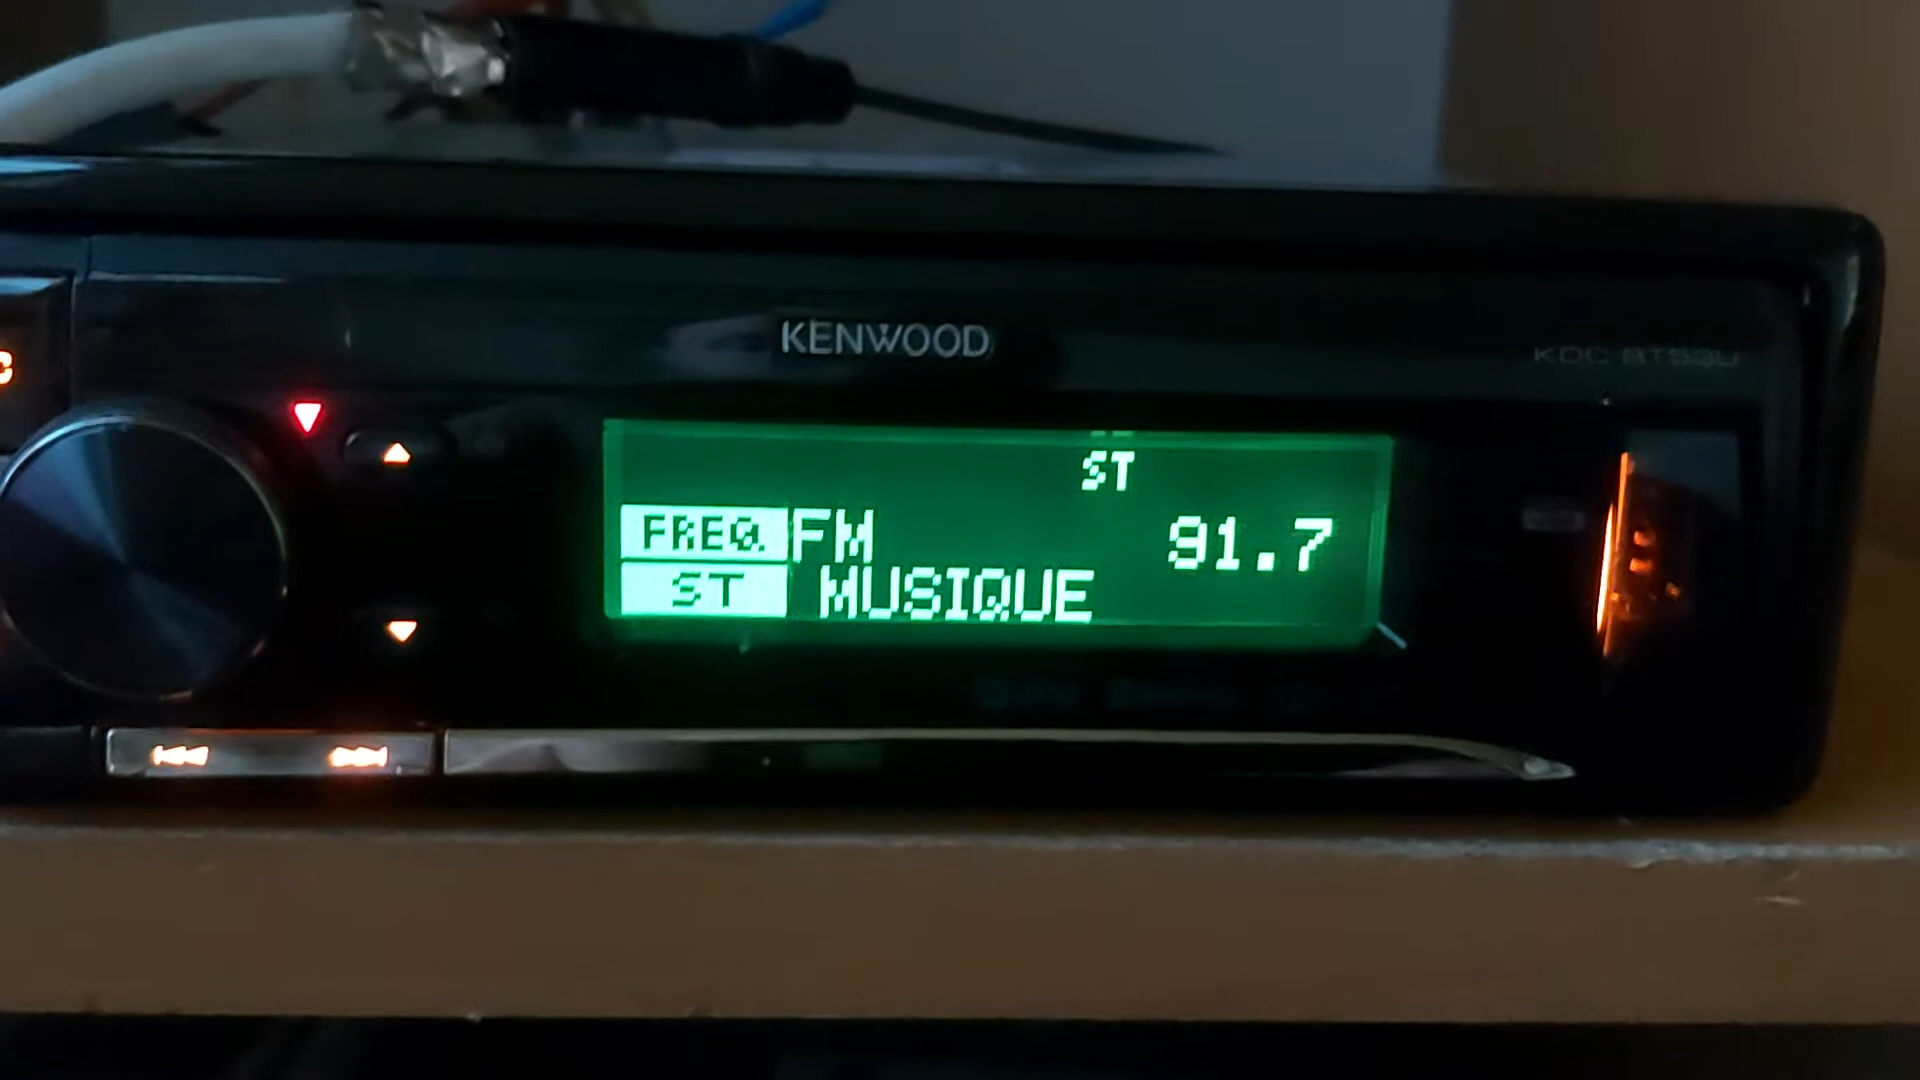 KENWOOD
KDC-BT53U
ST
FREQ. FM 91.7
ST MUSIQUE